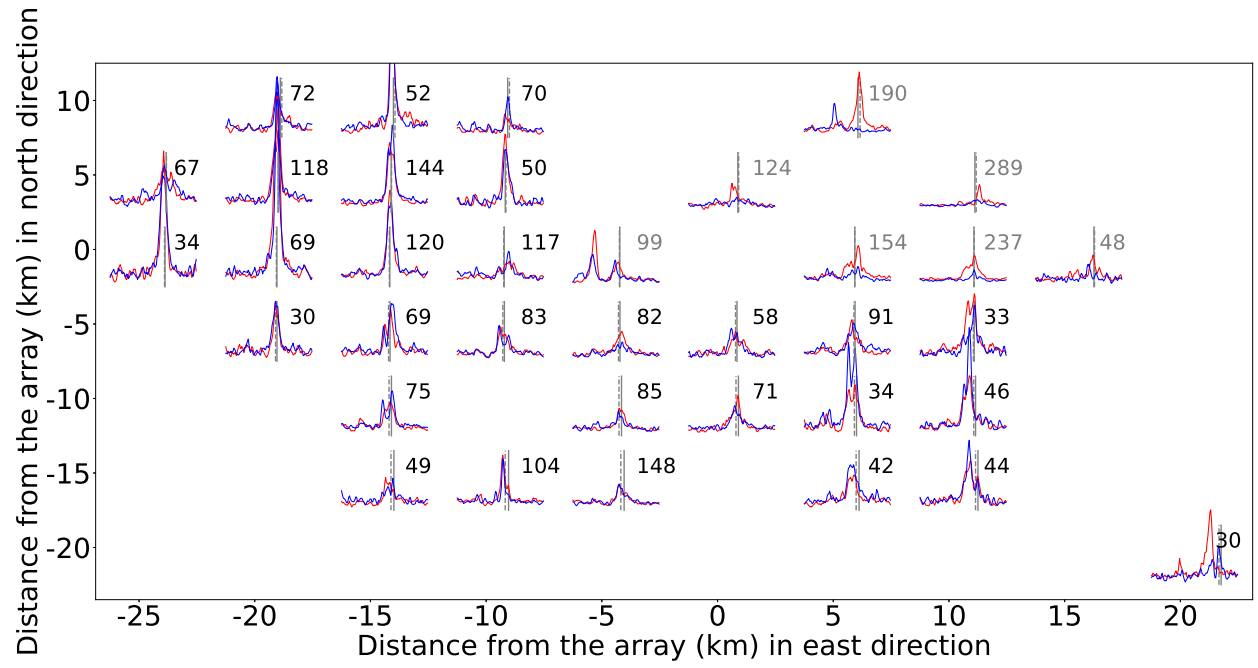 Distance from the array (km) in north direction
10
5
0
-5
-10
-15
-20
72 52 70 190
67 118 144 50 124 289
34 69 120 117 99 154 237 48
30 69 83 82 58 91 33
75 85 71 34 46
49 104 148 42 44
30
-25 -20 -15 -10 -5 0 5 10 15 20
Distance from the array (km) in east direction